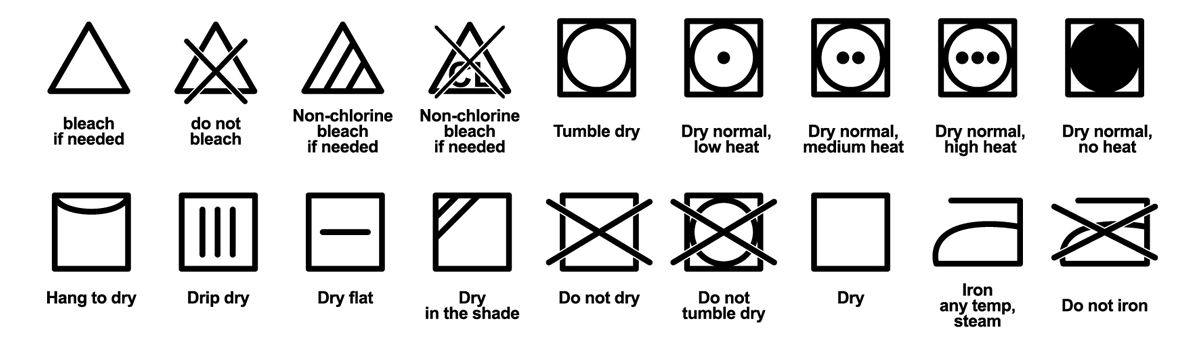 CL
bleach
if needed
do not
bleach
Non-chlorine
bleach
if needed
Non-chlorine
bleach
if needed
Tumble dry
Dry normal,
low heat
Dry normal,
medium heat
Dry normal,
high heat
Dry normal,
no heat
Hang to dry
Drip dry
Dry flat
Dry
in the shade
Do not dry
Do not
tumble dry
Dry
Iron
any temp,
steam
Do not iron